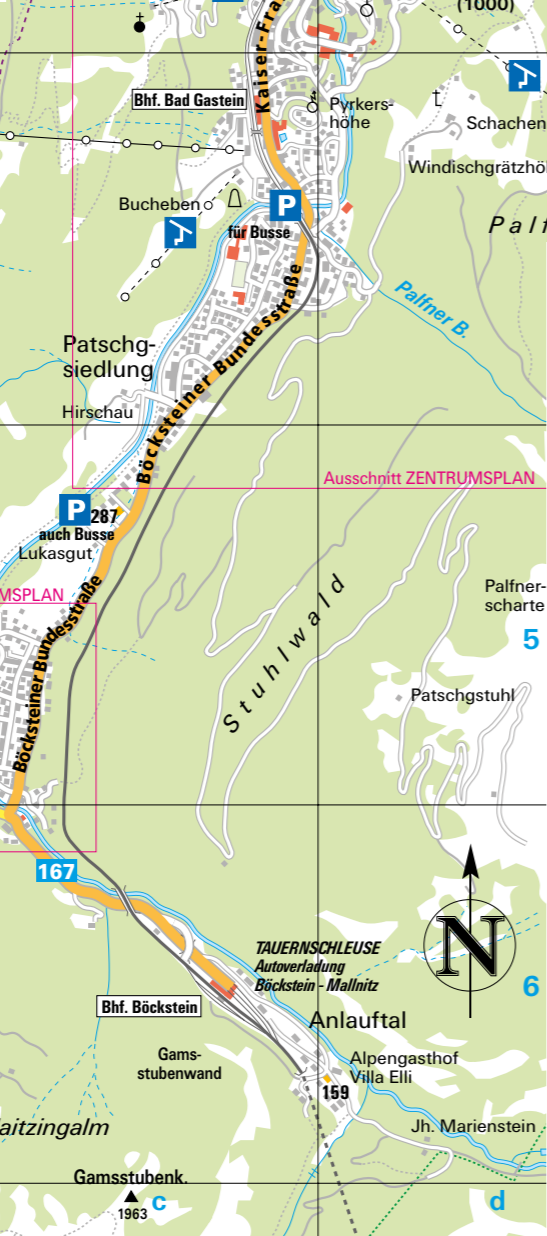 (1000)
Kaiser-Fra
Bhf. Bad Gastein
Pyrkers-
höhe
Schachen
Windischgrätzhö
Bucheben
P
für Busse
Palf
Palfner B.
Patschg-
siedlung
Hirschau
Böcksteiner Bundesstraße
Ausschnitt ZENTRUMSPLAN
P
287
auch Busse
Lukasgut
MSPLAN
Böcksteiner Bundesstraße
Stuhlwald
Palfner-
scharte
5
Patschgstuhl
167
N
TAUERNSCHLEUSE
Autoverladung
Böckstein - Mallnitz
6
Bhf. Böckstein
Anlauftal
Gams-
stubenwand
Alpengasthof
Villa Elli
159
aitzingalm
Jh. Marienstein
Gamsstubenk.
1963
c
d